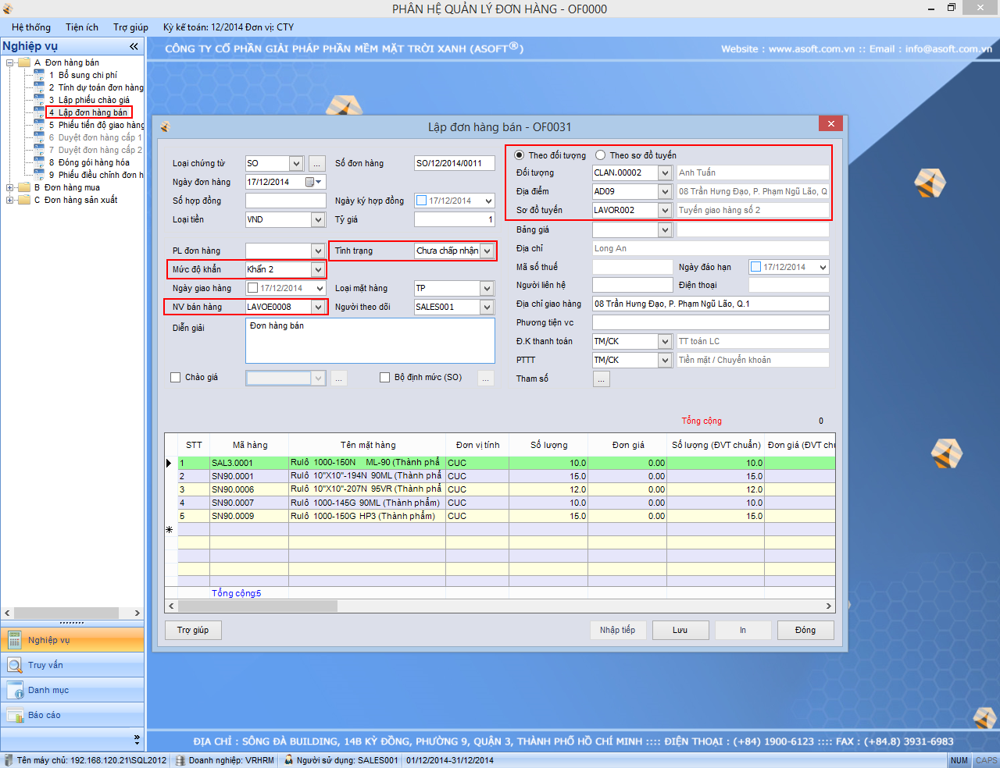 PHÂN HỆ QUẢN LÝ ĐƠN HÀNG - OF0000
Hệ thống Tiện ích Trợ giúp Kỳ kế toán: 12/2014 Đơn vị: CTY
Nghiệp vụ
A Đơn hàng bán
1 Bổ sung chi phí
2 Tính dự toán đơn hàng
3 Lập phiếu chào giá
4 Lập đơn hàng bán
5 Phiếu tiến độ giao hàng
6 Duyệt đơn hàng cấp 1
7 Duyệt đơn hàng cấp 2
8 Đóng gói hàng hóa
9 Phiếu điều chỉnh đơn h
B Đơn hàng mua
C Đơn hàng sản xuất
Nghiệp vụ
Truy vấn
Danh mục
Báo cáo
CÔNG TY CỔ PHẦN GIẢI PHÁP PHẦN MỀM MẶT TRỜI XANH (ASOFT®)
Website : www.asoft.com.vn :: Email : info@asoft.com.vn
Lập đơn hàng bán - OF0031
Loại chứng từ SO ... Số đơn hàng SO/12/2014/0011
Ngày đơn hàng 17/12/2014
Số hợp đồng Ngày ký hợp đồng 17/12/2014
Loại tiền VND Tỷ giá 1
PL đơn hàng Tình trạng Chưa chấp nhận
Mức độ khẩn Khẩn 2
Ngày giao hàng 17/12/2014 Loại mặt hàng TP
NV bán hàng LAVOE0008 Người theo dõi SALES001
Diễn giải Đơn hàng bán
Chào giá ... Bộ định mức (SO) ...
Theo đối tượng Theo sơ đồ tuyến
Đối tượng CLAN.00002 Anh Tuấn
Địa điểm AD09 08 Trần Hưng Đạo, P. Phạm Ngũ Lão, Q
Sơ đồ tuyến LAVOR002 Tuyến giao hàng số 2
Bảng giá
Địa chỉ Long An
Mã số thuế Ngày đáo hạn 17/12/2014
Người liên hệ Điện thoại
Địa chỉ giao hàng 08 Trần Hưng Đạo, P. Phạm Ngũ Lão, Q.1
Phương tiện vc
Đ.K thanh toán TM/CK TT toán LC
PTTT TM/CK Tiền mặt / Chuyển khoản
Tham số ...
Tổng cộng 0
STT Mã hàng Tên mặt hàng Đơn vị tính Số lượng Đơn giá Số lượng (ĐVT chuẩn) Đơn giá (ĐVT chu
1 SAL3.0001 Rulô 1000-150N ML-90 (Thành phẩ CUC 10.0 0.00 10.0
2 SN90.0001 Rulô 10"X10"-194N 90ML (Thành phẩ CUC 15.0 0.00 15.0
3 SN90.0006 Rulô 10"X10"-207N 95VR (Thành phẩ CUC 12.0 0.00 12.0
4 SN90.0007 Rulô 1000-145G 90ML (Thành phẩm) CUC 10.0 0.00 10.0
5 SN90.0009 Rulô 1000-150G HP3 (Thành phẩm) CUC 15.0 0.00 15.0
Tổng cộng:5
Trợ giúp Nhập tiếp Lưu In Đóng
ĐỊA CHỈ : SÔNG ĐÀ BUILDING, 14B KỲ ĐỒNG, PHƯỜNG 9, QUẬN 3, THÀNH PHỐ HỒ CHÍ MINH :::: ĐIỆN THOẠI : (+84) 1900-6123 :::: FAX : (+84.8) 3931-6983
Tên máy chủ: 192.168.120.21\SQL2012 Doanh nghiệp: VRHRM Người sử dụng: SALES001 01/12/2014-31/12/2014 NUM CAPS